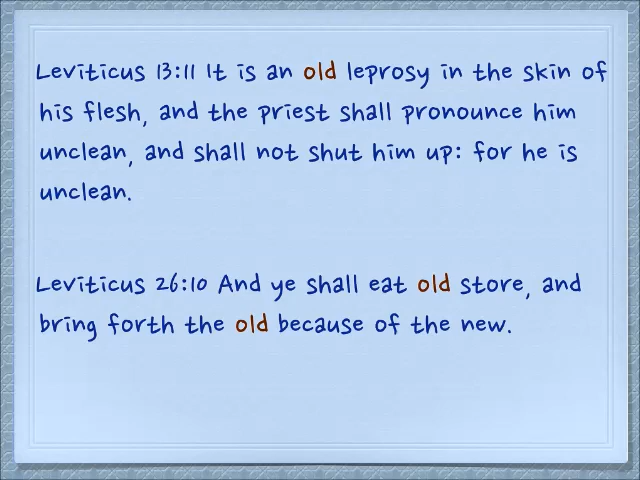 Leviticus 13:11 It is an old leprosy in the skin of
his flesh, and the priest shall pronounce him
unclean, and shall not shut him up: for he is
unclean.
Leviticus 26:10 And ye shall eat old store, and
bring forth the old because of the new.